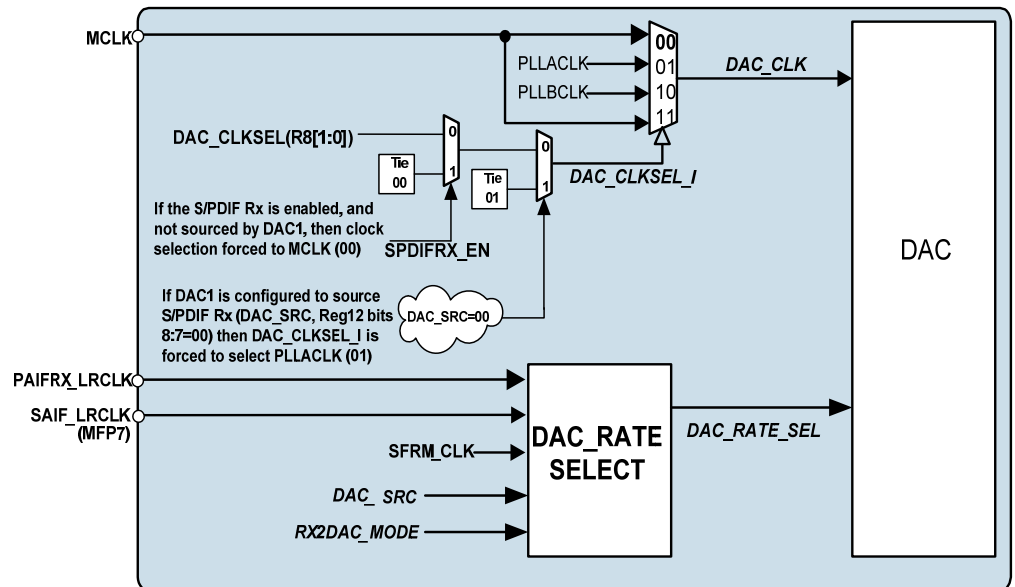 MCLK
00
PLLACLK
01
DAC_CLK
PLLBCLK
10
11
DAC_CLKSEL(R8[1:0])
0
Tie
00
1
0
Tie
01
1
DAC_CLKSEL_I
If the S/PDIF Rx is enabled, and
not sourced by DAC1, then clock
selection forced to MCLK (00)
SPDIFRX_EN
DAC
If DAC1 is configured to source
S/PDIF Rx (DAC_SRC, Reg12 bits
8:7=00) then DAC_CLKSEL_I is
forced to select PLLACLK (01)
DAC_SRC=00
PAIFRX_LRCLK
SAIF_LRCLK
(MFP7)
SFRM_CLK
DAC_ SRC
RX2DAC_MODE
DAC_RATE
SELECT
DAC_RATE_SEL